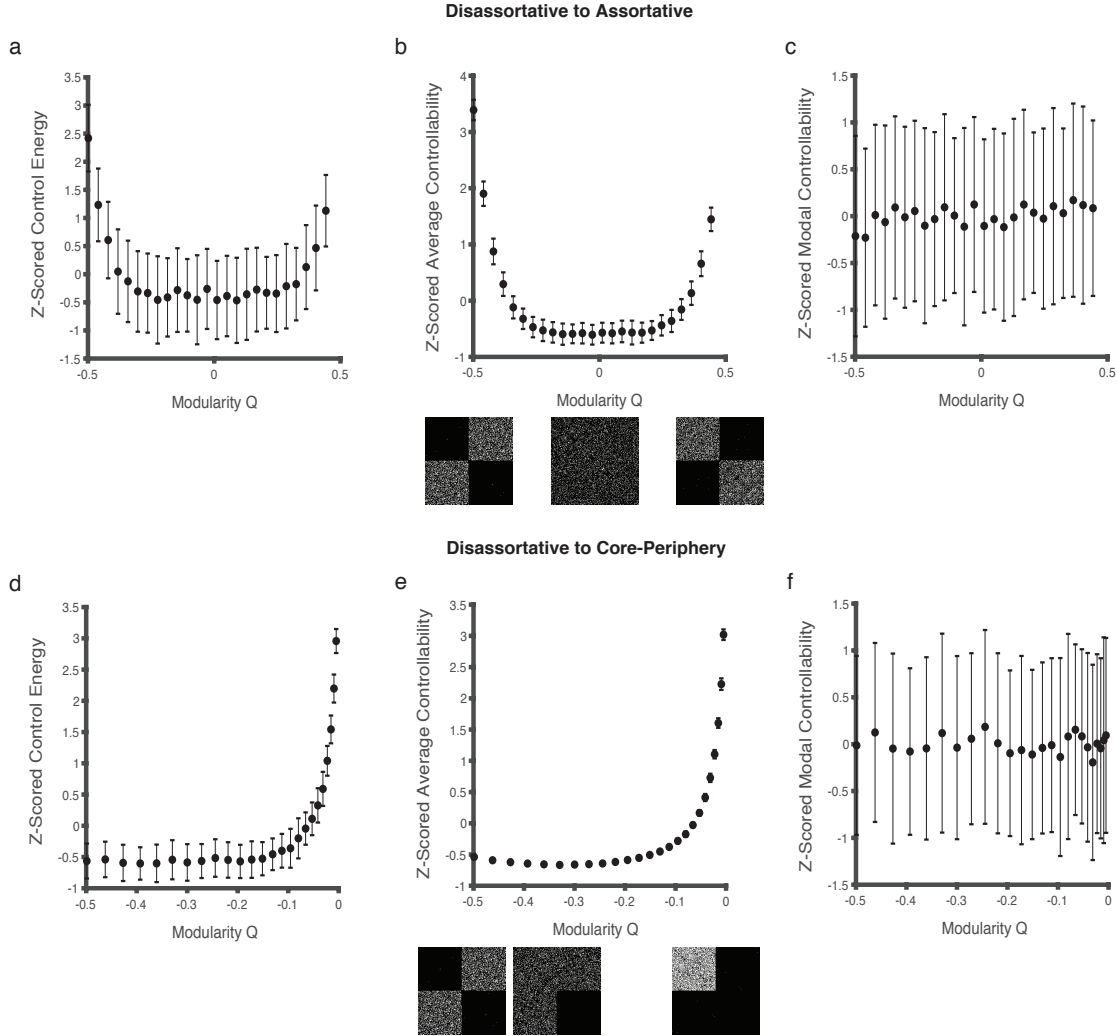 Disassortative to Assortative
a
Z-Scored Control Energy
3.5
3
2.5
2
1.5
1
0.5
0
-0.5
-1
-1.5
-0.5 0 0.5
Modularity Q
b
Z-Scored Average Controllability
4
3
2
1
0
-1
-0.5 0 0.5
Modularity Q
c
Z-Scored Modal Controllability
1.5
1
0.5
0
-0.5
-1
-1.5
-0.5 0 0.5
Modularity Q
Disassortative to Core-Periphery
d
Z-Scored Control Energy
3.5
3
2.5
2
1.5
1
0.5
0
-0.5
-1
-0.5 -0.4 -0.3 -0.2 -0.1 0
Modularity Q
e
Z-Scored Average Controllability
3.5
3
2.5
2
1.5
1
0.5
0
-0.5
-1
-0.5 -0.4 -0.3 -0.2 -0.1 0
Modularity Q
f
Z-Scored Modal Controllability
1.5
1
0.5
0
-0.5
-1
-1.5
-0.5 -0.4 -0.3 -0.2 -0.1 0
Modularity Q